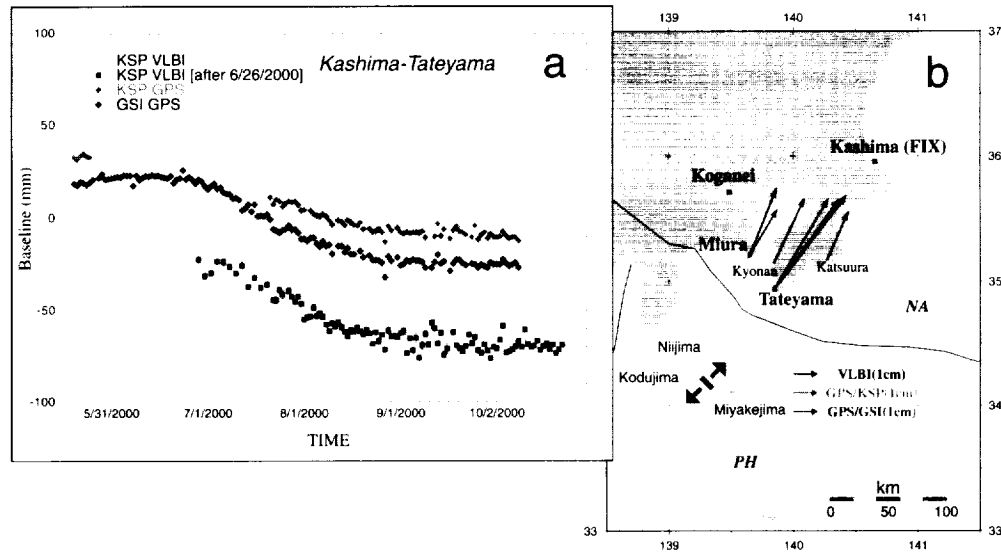 a
Kashima-Tateyama
KSP VLBI
KSP VLBI [after 6/26/2000]
KSP GPS
GSI GPS
100
50
0
-50
-100
Baseline (mm)
5/31/2000 7/1/2000 8/1/2000 9/1/2000 10/2/2000
TIME
b
139 140 141
37
36
35
34
33
Kashima (FIX)
Koganei
Miura
Kyonan
Katsuura
Tateyama
NA
Niijima
Kodujima
Miyakejima
PH
VLBI(1cm)
GPS/KSP(1cm)
GPS/GSI(1cm)
km
0 50 100
139 140 141